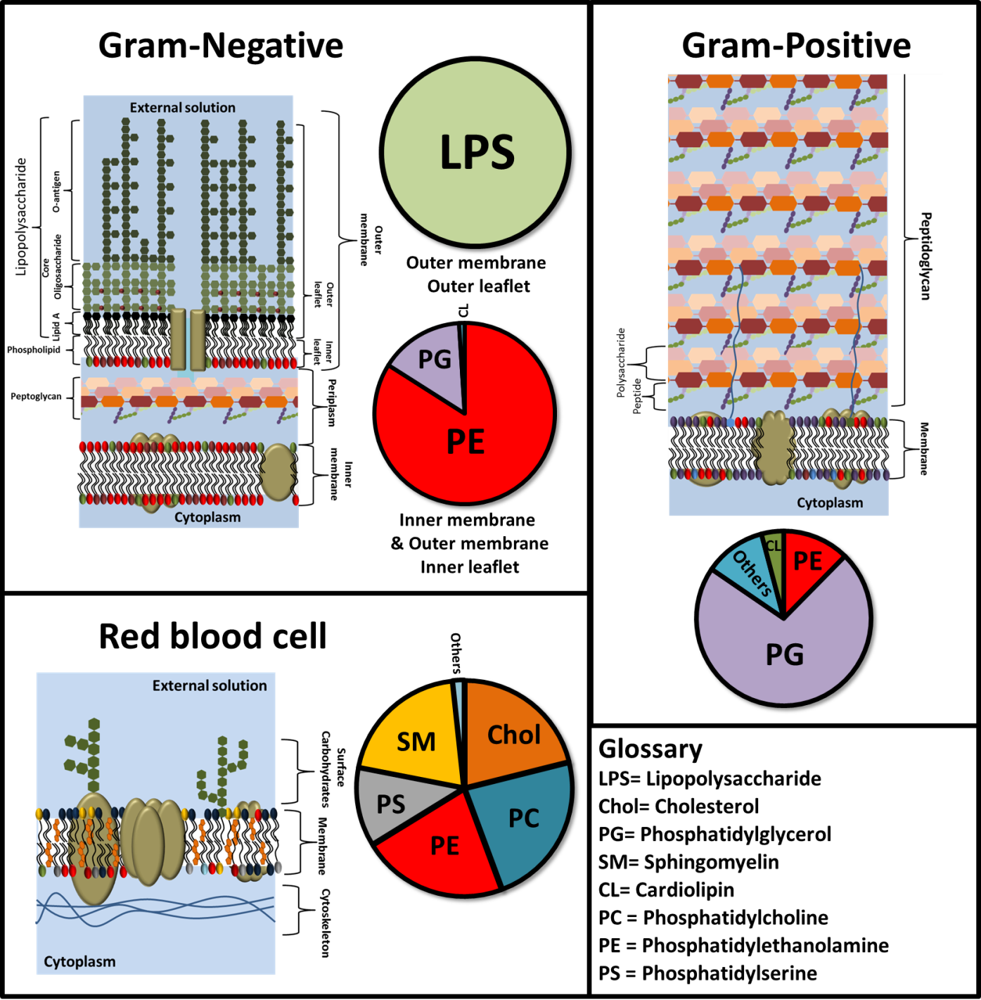 Gram-Negative
External solution
Lipopolysaccharide
O-antigen
Core
Oligosaccharide
Lipid A
Phospholipid
Peptoglycan
Outer
membrane
Outer
leaflet
Inner
leaflet
Periplasm
Inner
membrane
Cytoplasm
LPS
Outer membrane
Outer leaflet
CL
PG
PE
Inner membrane
& Outer membrane
Inner leaflet
Gram-Positive
Peptidoglycan
Polysaccharide
Peptide
Membrane
Cytoplasm
Others
CL
PE
PG
Red blood cell
External solution
Surface
Carbohydrates
Membrane
Cytoskeleton
Cytoplasm
Others
SM
Chol
PS
PC
PE
Glossary
LPS= Lipopolysaccharide
Chol= Cholesterol
PG= Phosphatidylglycerol
SM= Sphingomyelin
CL= Cardiolipin
PC = Phosphatidylcholine
PE = Phosphatidylethanolamine
PS = Phosphatidylserine